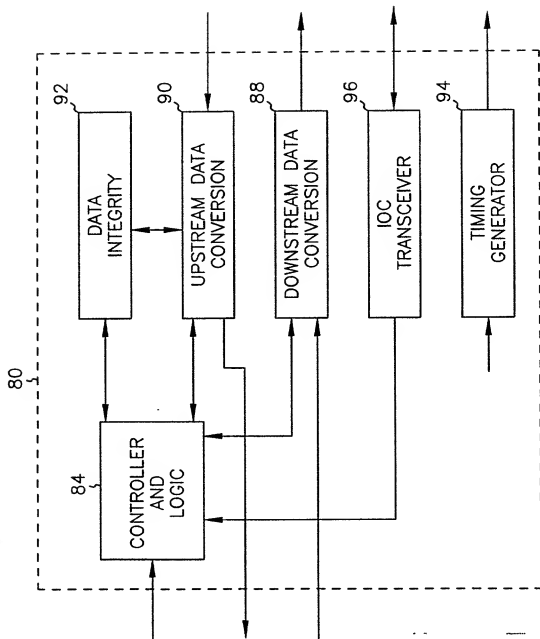 80
84
CONTROLLER
AND
LOGIC
92
DATA
INTEGRITY
90
UPSTREAM DATA
CONVERSION
88
DOWNSTREAM DATA
CONVERSION
96
IOC
TRANSCEIVER
94
TIMING
GENERATOR